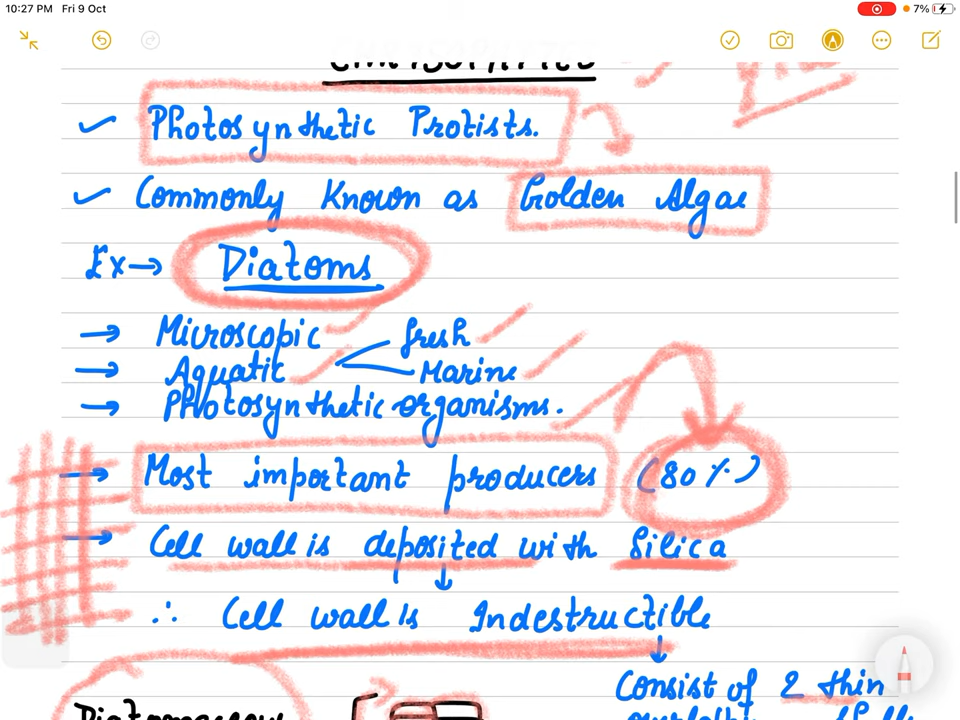 10:27 PM Fri 9 Oct
7%
CHRYSOPHYTES
✓ Photosynthetic Protists.
✓ Commonly Known as Golden Algae
Ex→ Diatoms
→ Microscopic
fresh
→ Aquatic
Marine
→ Photosynthetic organisms.
→ Most important producers (80%)
→ Cell wall is deposited with Silica
↓
∴ Cell wall is Indestructible
↓
Consist of 2 thin